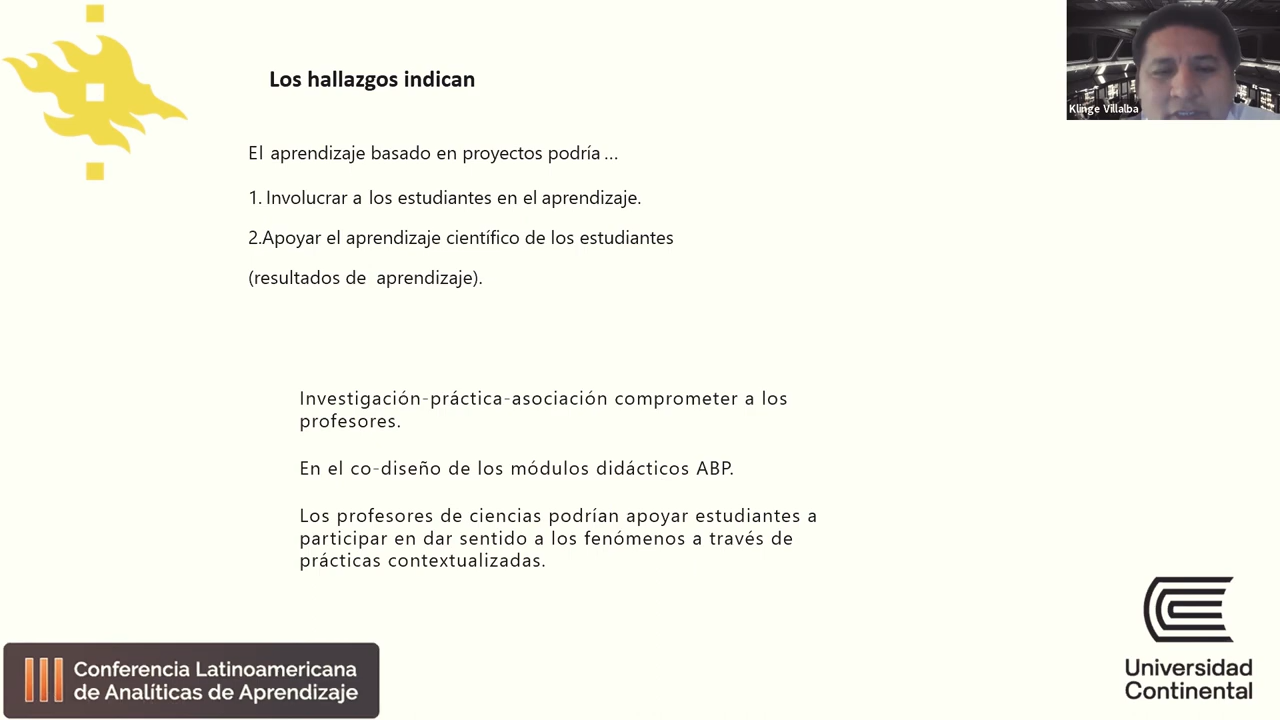 Los hallazgos indican
Klinge Villalba
El aprendizaje basado en proyectos podría ...
1. Involucrar a los estudiantes en el aprendizaje.
2.Apoyar el aprendizaje científico de los estudiantes
(resultados de aprendizaje).
Investigación-práctica-asociación comprometer a los
profesores.
En el co-diseño de los módulos didácticos ABP.
Los profesores de ciencias podrían apoyar estudiantes a
participar en dar sentido a los fenómenos a través de
prácticas contextualizadas.
III Conferencia Latinoamericana
de Analíticas de Aprendizaje
Universidad
Continental